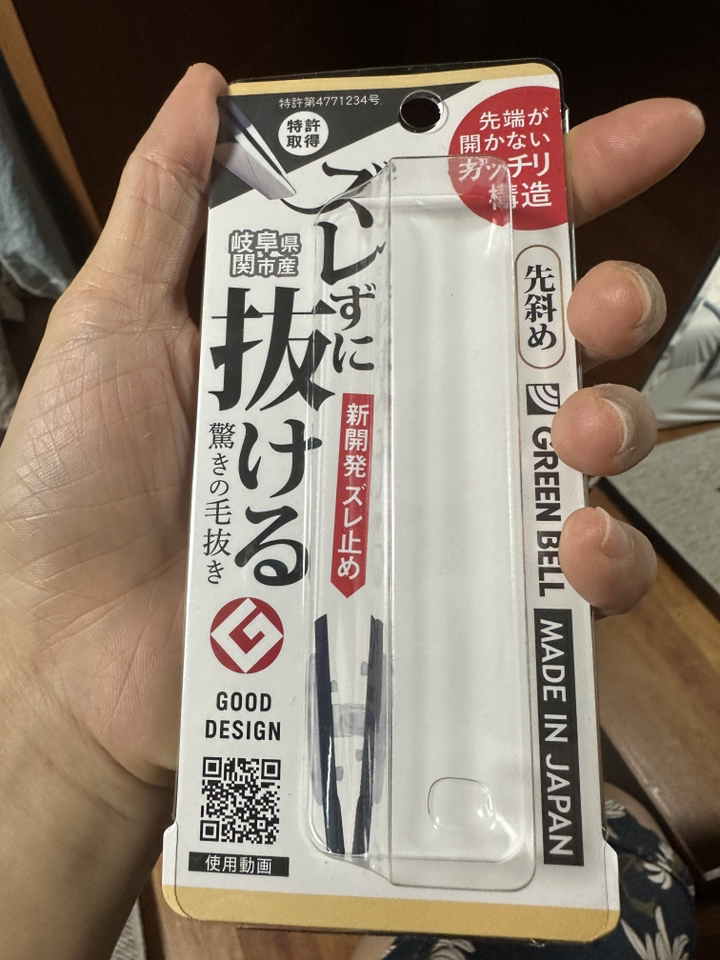 特許第4771234号
特許
取得
先端が
開かない
ガッチリ
構造
岐阜県
関市産
ズレずに
抜ける
驚きの毛抜き
新開発 ズレ止め
先斜め
GREEN BELL
MADE IN JAPAN
GOOD
DESIGN
使用動画